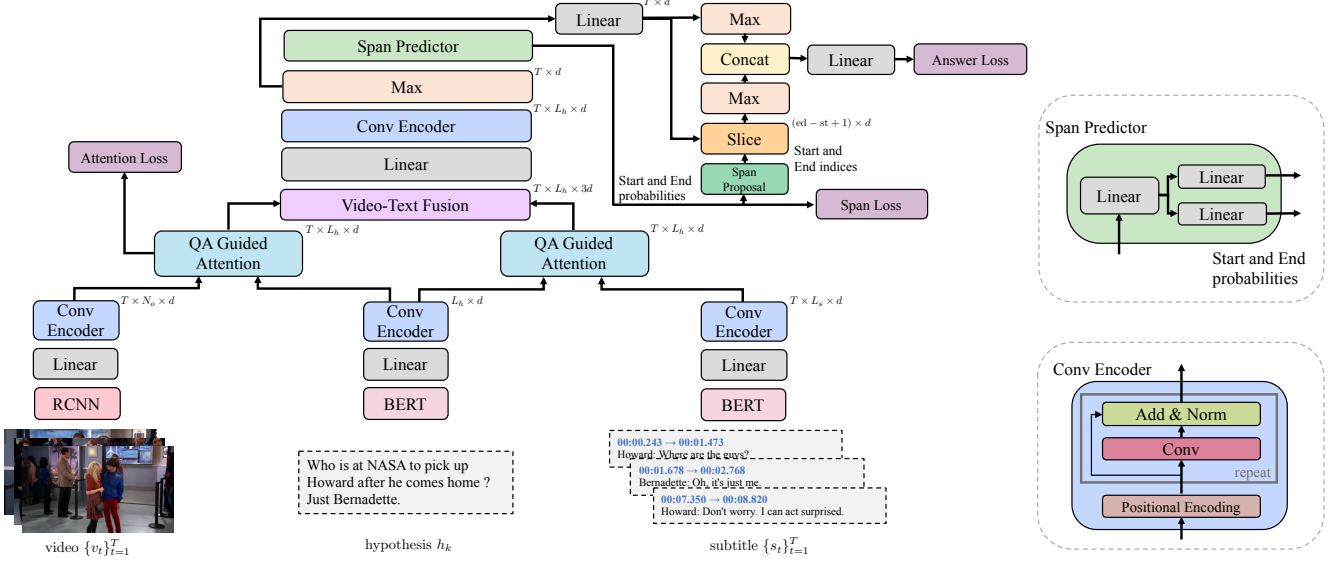 Linear
T × d
Max
Span Predictor
Concat
Linear
Answer Loss
Max
T × d
Max
Conv Encoder
T × L_h × d
Slice
(ed − st + 1) × d
Start and
End indices
Attention Loss
Linear
Span
Proposal
Start and End
probabilities
Span Loss
Video-Text Fusion
T × L_h × 3d
QA Guided
Attention
T × L_h × d
QA Guided
Attention
T × L_h × d
Conv
Encoder
T × N_o × d
Conv
Encoder
L_h × d
Conv
Encoder
T × L_s × d
Linear
Linear
Linear
RCNN
BERT
BERT
Who is at NASA to pick up
Howard after he comes home ?
Just Bernadette.
00:00.243 → 00:01.473
Howard: Where are the guys?
00:01.678 → 00:02.768
Bernadette: Oh, it's just me.
00:07.350 → 00:08.820
Howard: Don't worry. I can act surprised.
video {v_t}_{t=1}^T
hypothesis h_k
subtitle {s_t}_{t=1}^T
Span Predictor
Linear
Linear
Linear
Start and End
probabilities
Conv Encoder
Add & Norm
Conv
repeat
Positional Encoding